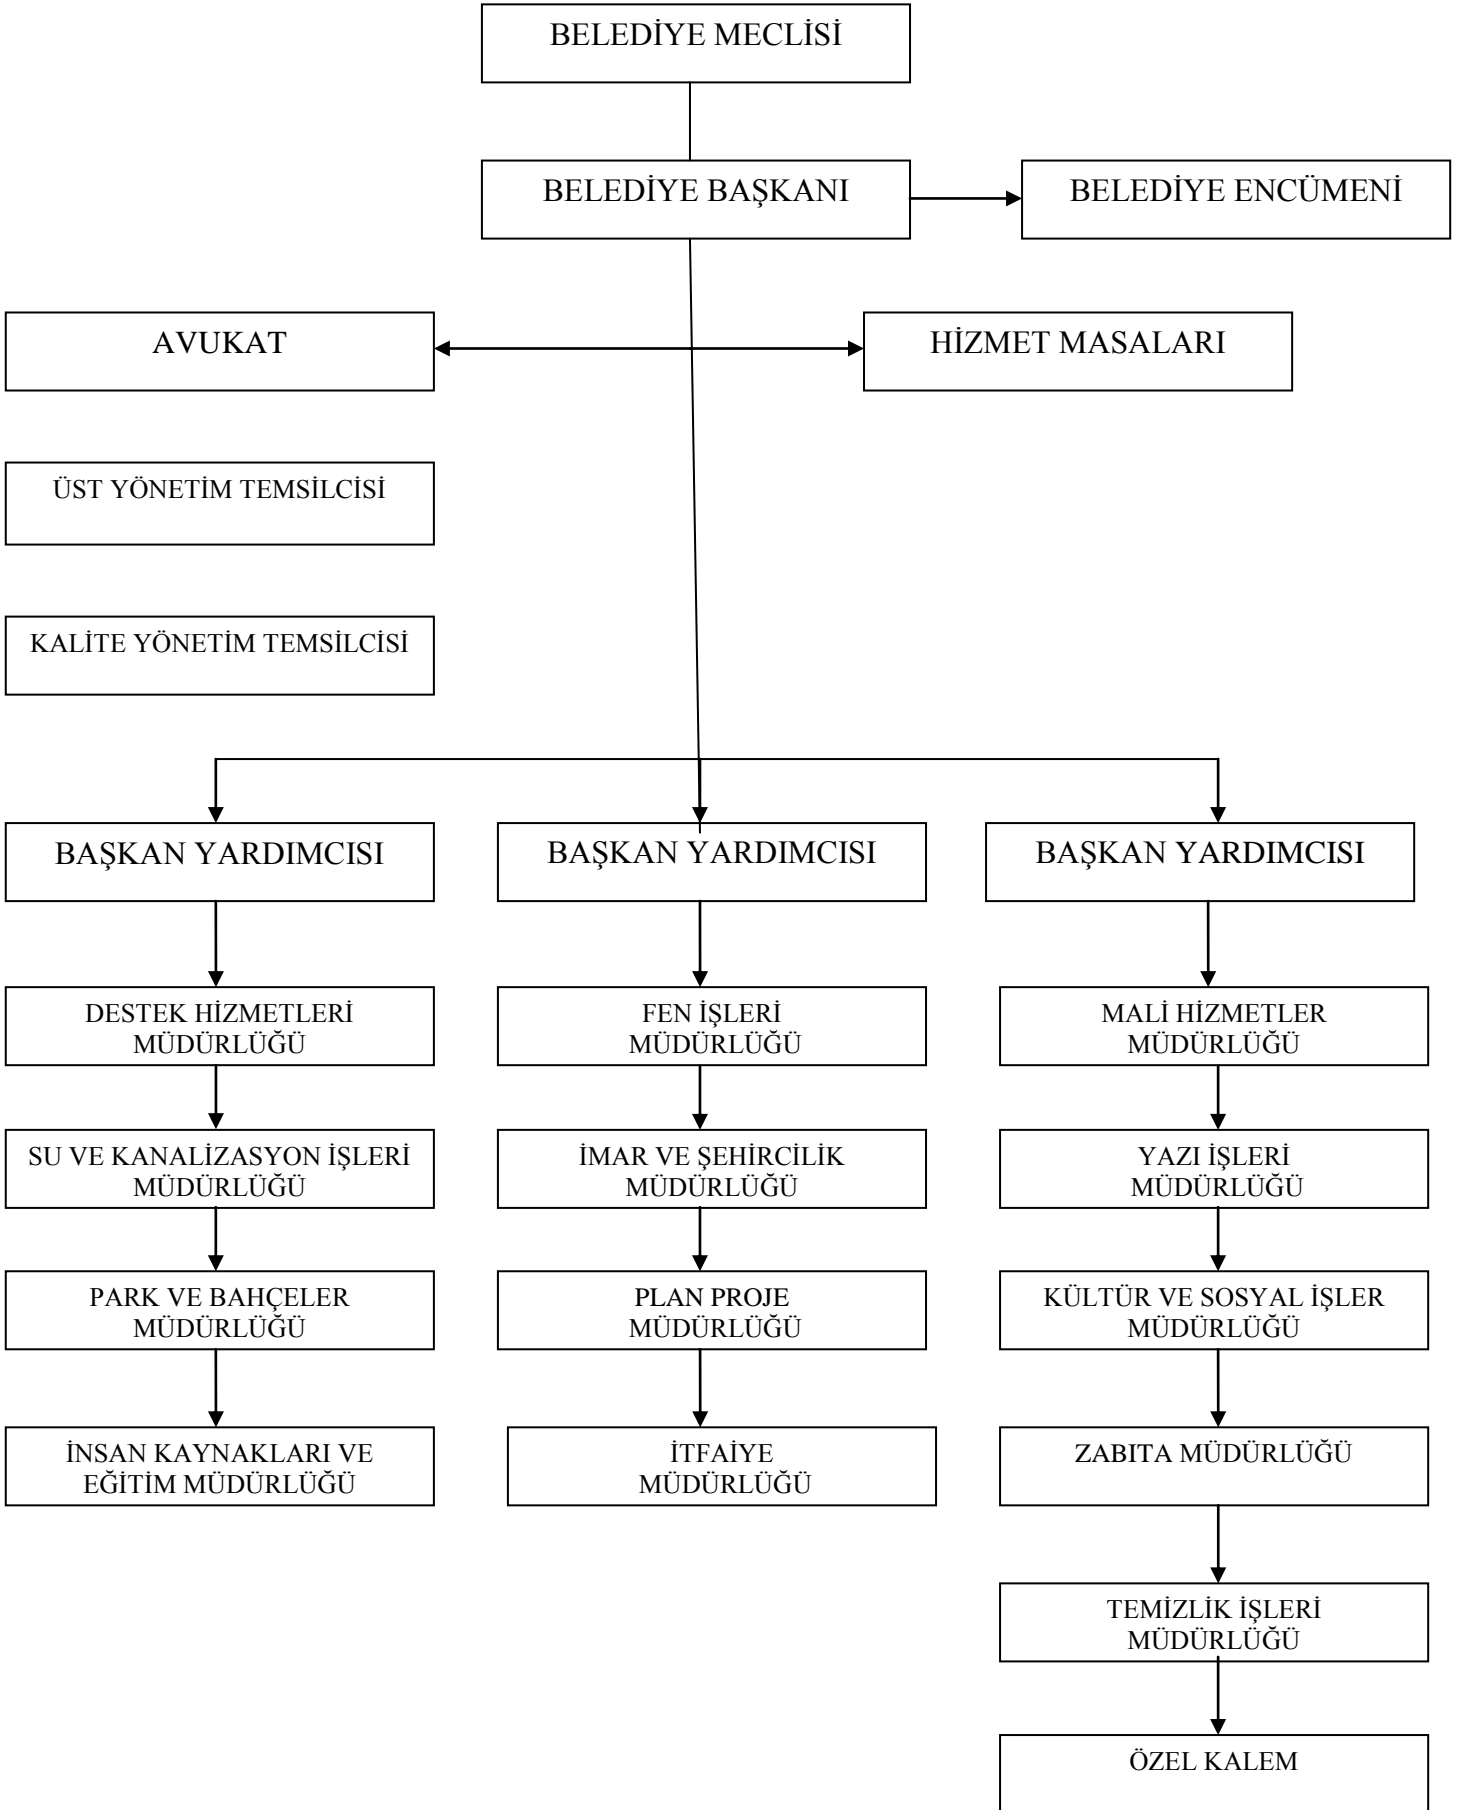 BELEDİYE MECLİSİ
BELEDİYE BAŞKANI
BELEDİYE ENCÜMENİ
AVUKAT
HİZMET MASALARI
ÜST YÖNETİM TEMSİLCİSİ
KALİTE YÖNETİM TEMSİLCİSİ
BAŞKAN YARDIMCISI
BAŞKAN YARDIMCISI
BAŞKAN YARDIMCISI
DESTEK HİZMETLERİ
MÜDÜRLÜĞÜ
FEN İŞLERİ
MÜDÜRLÜĞÜ
MALİ HİZMETLER
MÜDÜRLÜĞÜ
SU VE KANALİZASYON İŞLERİ
MÜDÜRLÜĞÜ
İMAR VE ŞEHİRCİLİK
MÜDÜRLÜĞÜ
YAZI İŞLERİ
MÜDÜRLÜĞÜ
PARK VE BAHÇELER
MÜDÜRLÜĞÜ
PLAN PROJE
MÜDÜRLÜĞÜ
KÜLTÜR VE SOSYAL İŞLER
MÜDÜRLÜĞÜ
İNSAN KAYNAKLARI VE
EĞİTİM MÜDÜRLÜĞÜ
İTFAİYE
MÜDÜRLÜĞÜ
ZABITA MÜDÜRLÜĞÜ
TEMİZLİK İŞLERİ
MÜDÜRLÜĞÜ
ÖZEL KALEM